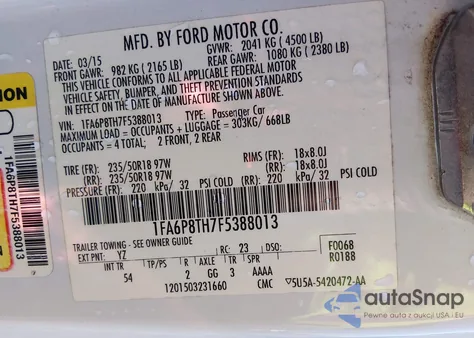 MFD. BY FORD MOTOR CO.
03/15
GVWR: 2041 KG (4500 LB)
FRONT GAWR: 982 KG (2165 LB)
REAR GAWR: 1080 KG (2380 LB)
THIS VEHICLE CONFORMS TO ALL APPLICABLE FEDERAL MOTOR
VEHICLE SAFETY, BUMPER, AND THEFT PREVENTION STANDARDS
IN EFFECT ON THE DATE OF MANUFACTURE SHOWN ABOVE.
VIN: 1FA6P8TH7F5388013 TYPE: Passenger Car
MAXIMUM LOAD = OCCUPANTS + LUGGAGE = 303KG/ 668LB
OCCUPANTS = 4 TOTAL: 2 FRONT, 2 REAR
TIRE (FR): 235/50R18 97W RIMS (FR): 18x8.0J
TIRE (RR): 235/50R18 97W (RR): 18x8.0J
PRESSURE (FR): 220 kPa/ 32 PSI COLD (RR): 220 kPa/ 32 PSI COLD
1FA6P8TH7F5388013
TRAILER TOWING - SEE OWNER GUIDE
EXT PNT: YZ RC: 23 DSO: F0068
R0188
INT TR TP/PS R AXLE TR SPR
54 2 GG 3 AAAA
1201503231660 CMC 5U5A-5420472-AA
ION
1FA6P8TH7F5388013
autoSnap
Pewne auto z USA i EU